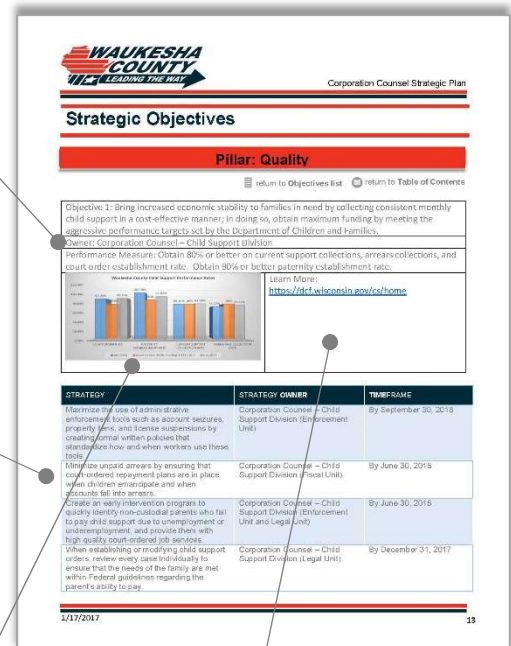 WAUKESHA
COUNTY
LEADING THE WAY
Corporation Counsel Strategic Plan
Strategic Objectives
Pillar: Quality
return to Objectives list return to Table of Contents
Objective 1: Bring increased economic stability to families in need by collecting consistent monthly
child support in a cost-effective manner; in doing so, obtain maximum funding by meeting the
aggressive performance targets set by the Department of Children and Families.
Owner: Corporation Counsel – Child Support Division
Performance Measure: Obtain 80% or better on current support collections, arrears collections, and
court order establishment rate. Obtain 90% or better paternity establishment rate.
Waukesha County Child Support Performance Rates
Learn More:
https://dcf.wisconsin.gov/cs/home
STRATEGY STRATEGY OWNER TIMEFRAME
Maximize the use of administrative
enforcement tools such as account seizures,
property liens, and license suspensions by
creating formal written policies that
standardize how and when workers use these
tools.
Corporation Counsel – Child
Support Division (Enforcement
Unit)
By September 30, 2018
Minimize unpaid arrears by ensuring that
court-ordered repayment plans are in place
when children emancipate and when
accounts fall into arrears.
Corporation Counsel – Child
Support Division (Fiscal Unit)
By June 30, 2018
Create an early intervention program to
quickly identify non-custodial parents who fail
to pay child support due to unemployment or
underemployment, and provide them with
high quality court-ordered job services.
Corporation Counsel – Child
Support Division (Enforcement
Unit and Legal Unit)
By June 30, 2018
When establishing or modifying child support
orders, review every case individually to
ensure that the needs of the family are met
within Federal guidelines regarding the
parent's ability to pay.
Corporation Counsel – Child
Support Division (Legal Unit)
By December 31, 2017
1/17/2017
13